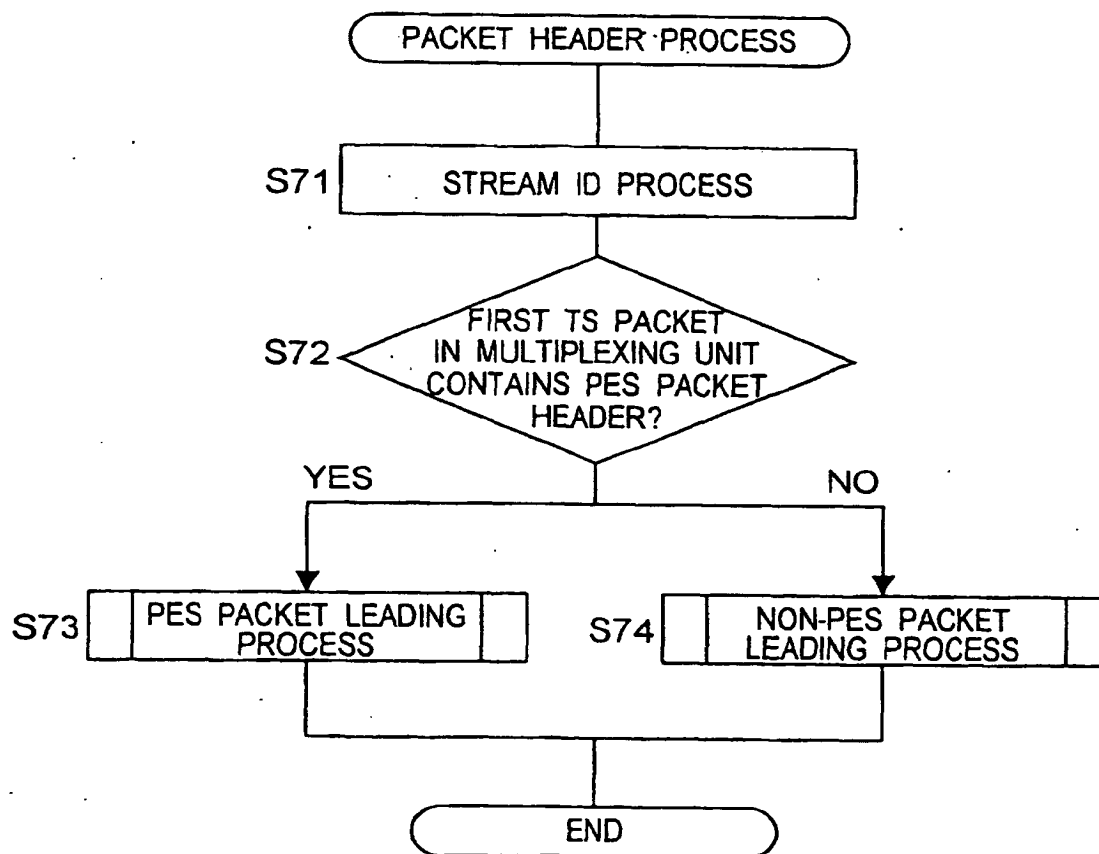 PACKET HEADER PROCESS
S71
STREAM ID PROCESS
S72
FIRST TS PACKET
IN MULTIPLEXING UNIT
CONTAINS PES PACKET
HEADER?
YES
NO
S73
PES PACKET LEADING
PROCESS
S74
NON-PES PACKET
LEADING PROCESS
END